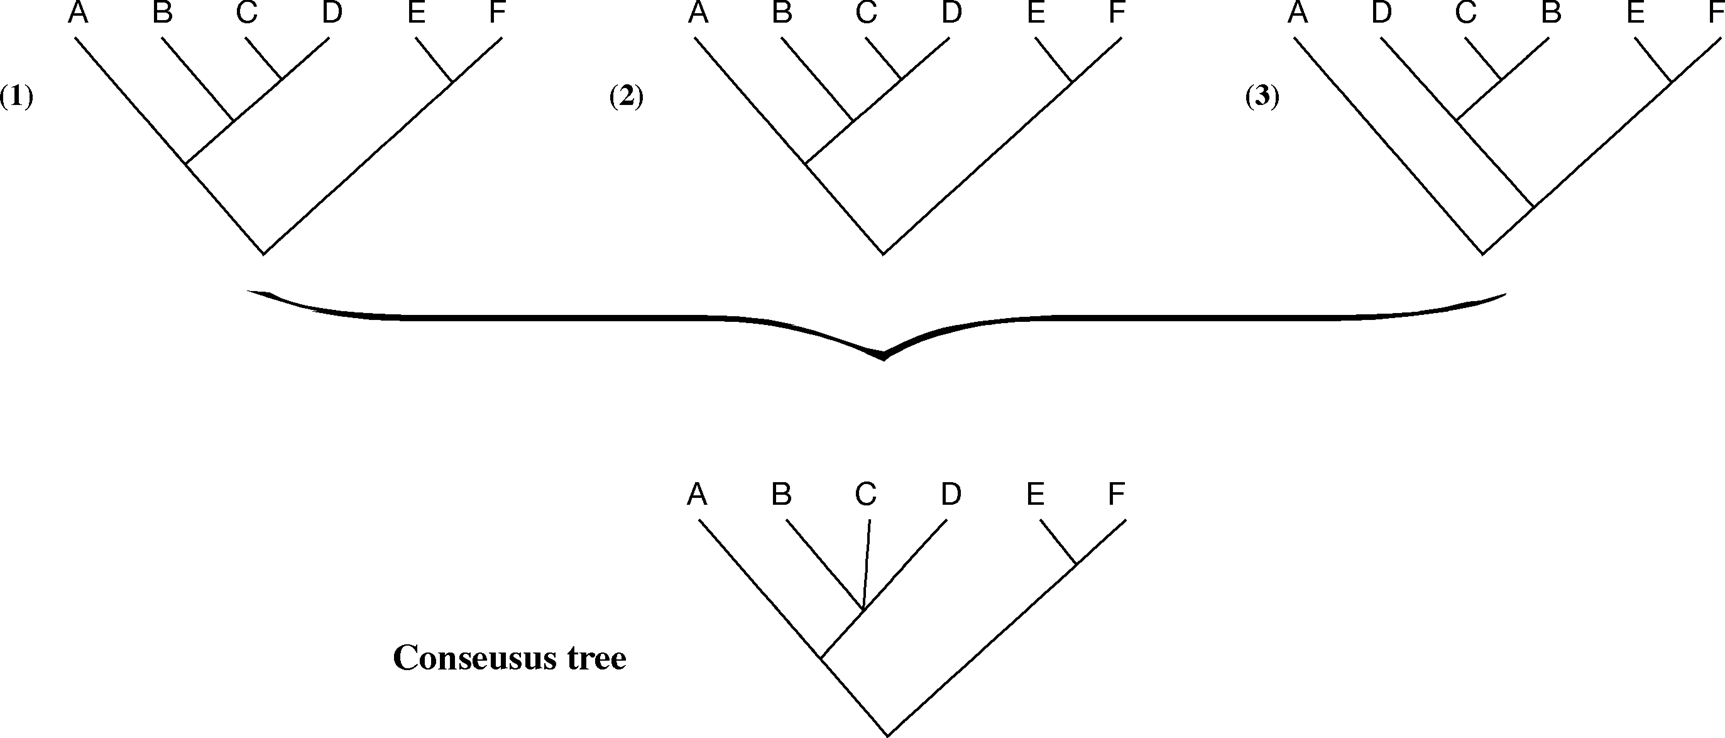 A B C D E F
A B C D E F
A D C B E F
(1)
(2)
(3)
A B C D E F
Conseusus tree